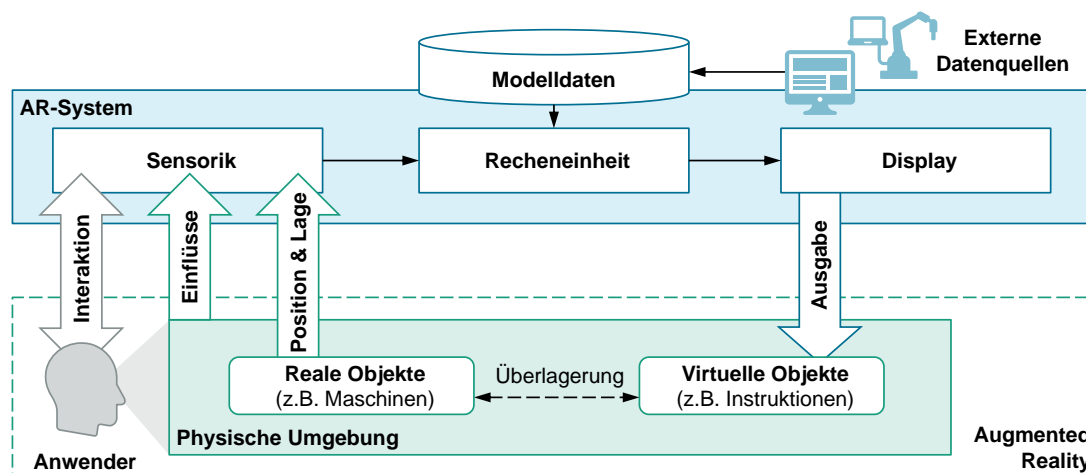 Externe
Datenquellen
Modelldaten
AR-System
Sensorik
Recheneinheit
Display
Interaktion
Einflüsse
Position & Lage
Ausgabe
Reale Objekte
(z.B. Maschinen)
Überlagerung
Virtuelle Objekte
(z.B. Instruktionen)
Physische Umgebung
Anwender
Augmented
Reality